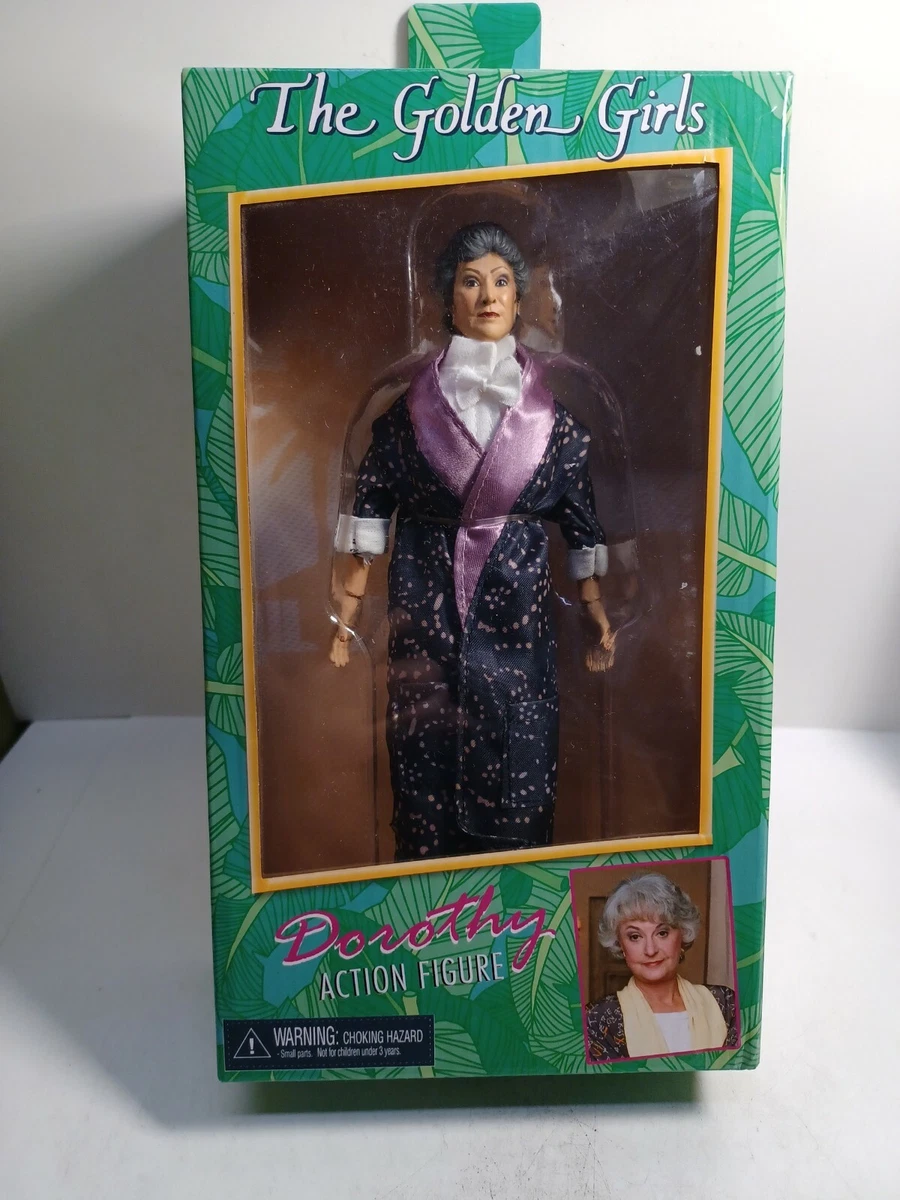 The Golden Girls
Dorothy
ACTION FIGURE
WARNING: CHOKING HAZARD
- Small parts. Not for children under 3 years.